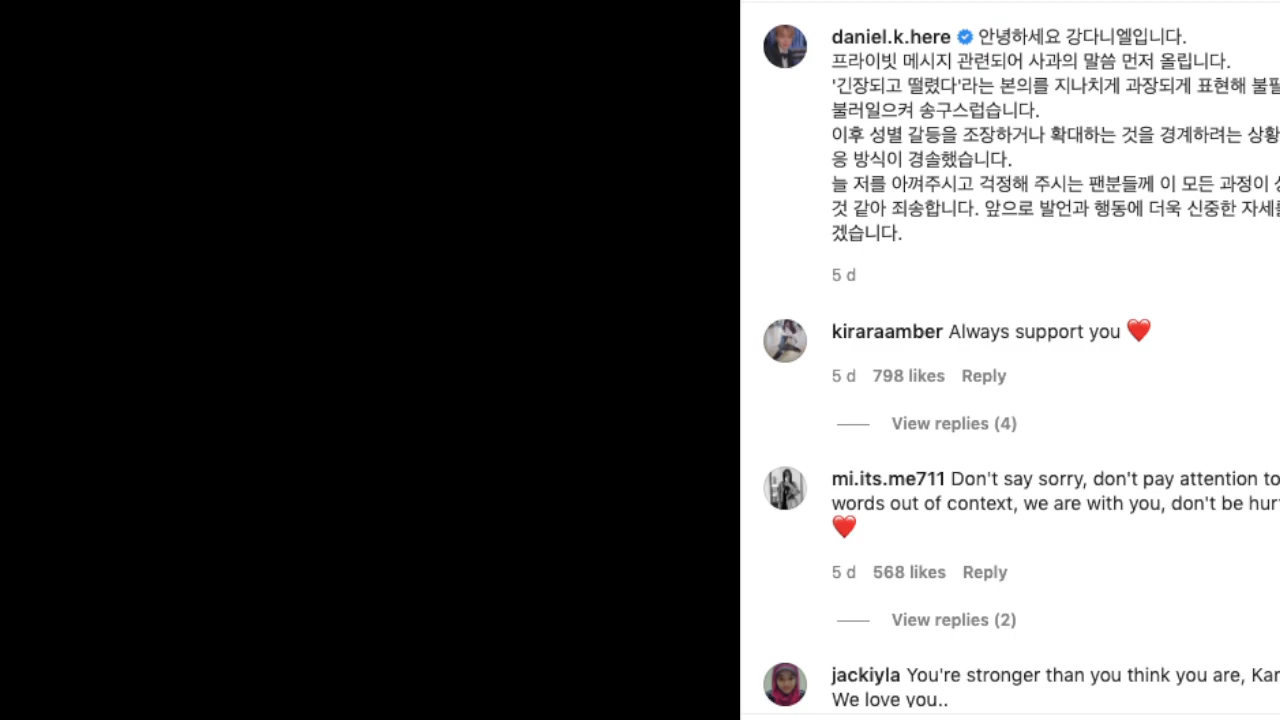 daniel.k.here 안녕하세요 강다니엘입니다.
프라이빗 메시지 관련되어 사과의 말씀 먼저 올립니다.
'긴장되고 떨렸다'라는 본의를 지나치게 과장되게 표현해 불필
불러일으켜 송구스럽습니다.
이후 성별 갈등을 조장하거나 확대하는 것을 경계하려는 상황
응 방식이 경솔했습니다.
늘 저를 아껴주시고 걱정해 주시는 팬분들께 이 모든 과정이
것 같아 죄송합니다. 앞으로 발언과 행동에 더욱 신중한 자세를
겠습니다.
5 d
kiraraamber Always support you ❤️
5 d 798 likes Reply
View replies (4)
mi.its.me711 Don't say sorry, don't pay attention to
words out of context, we are with you, don't be hur
❤️
5 d 568 likes Reply
View replies (2)
jackiyla You're stronger than you think you are, Kan
We love you..